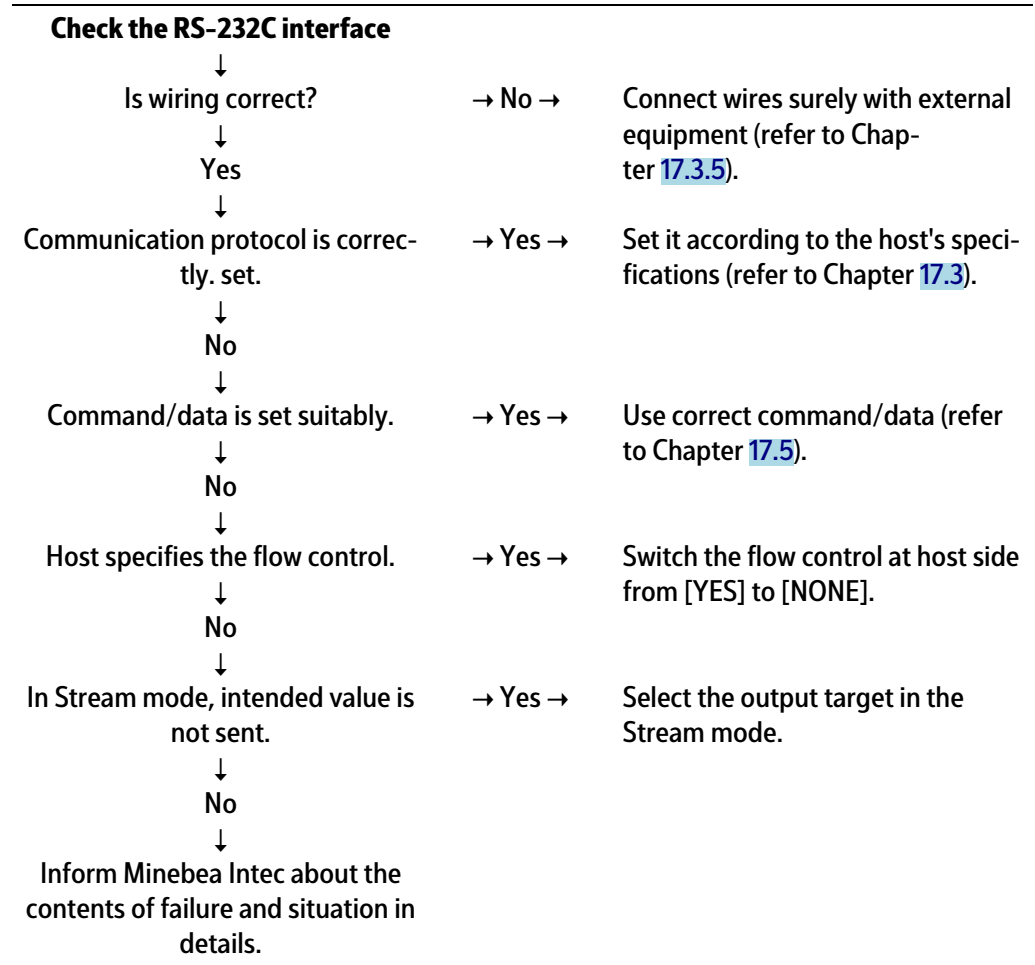 Check the RS-232C interface
↓
Is wiring correct? → No → Connect wires surely with external
equipment (refer to Chap-
ter 17.3.5).
↓
Yes
↓
Communication protocol is correc- → Yes → Set it according to the host's speci-
tly. set. fications (refer to Chapter 17.3).
↓
No
↓
Command/data is set suitably. → Yes → Use correct command/data (refer
to Chapter 17.5).
↓
No
↓
Host specifies the flow control. → Yes → Switch the flow control at host side
from [YES] to [NONE].
↓
No
↓
In Stream mode, intended value is → Yes → Select the output target in the
not sent. Stream mode.
↓
No
↓
Inform Minebea Intec about the
contents of failure and situation in
details.